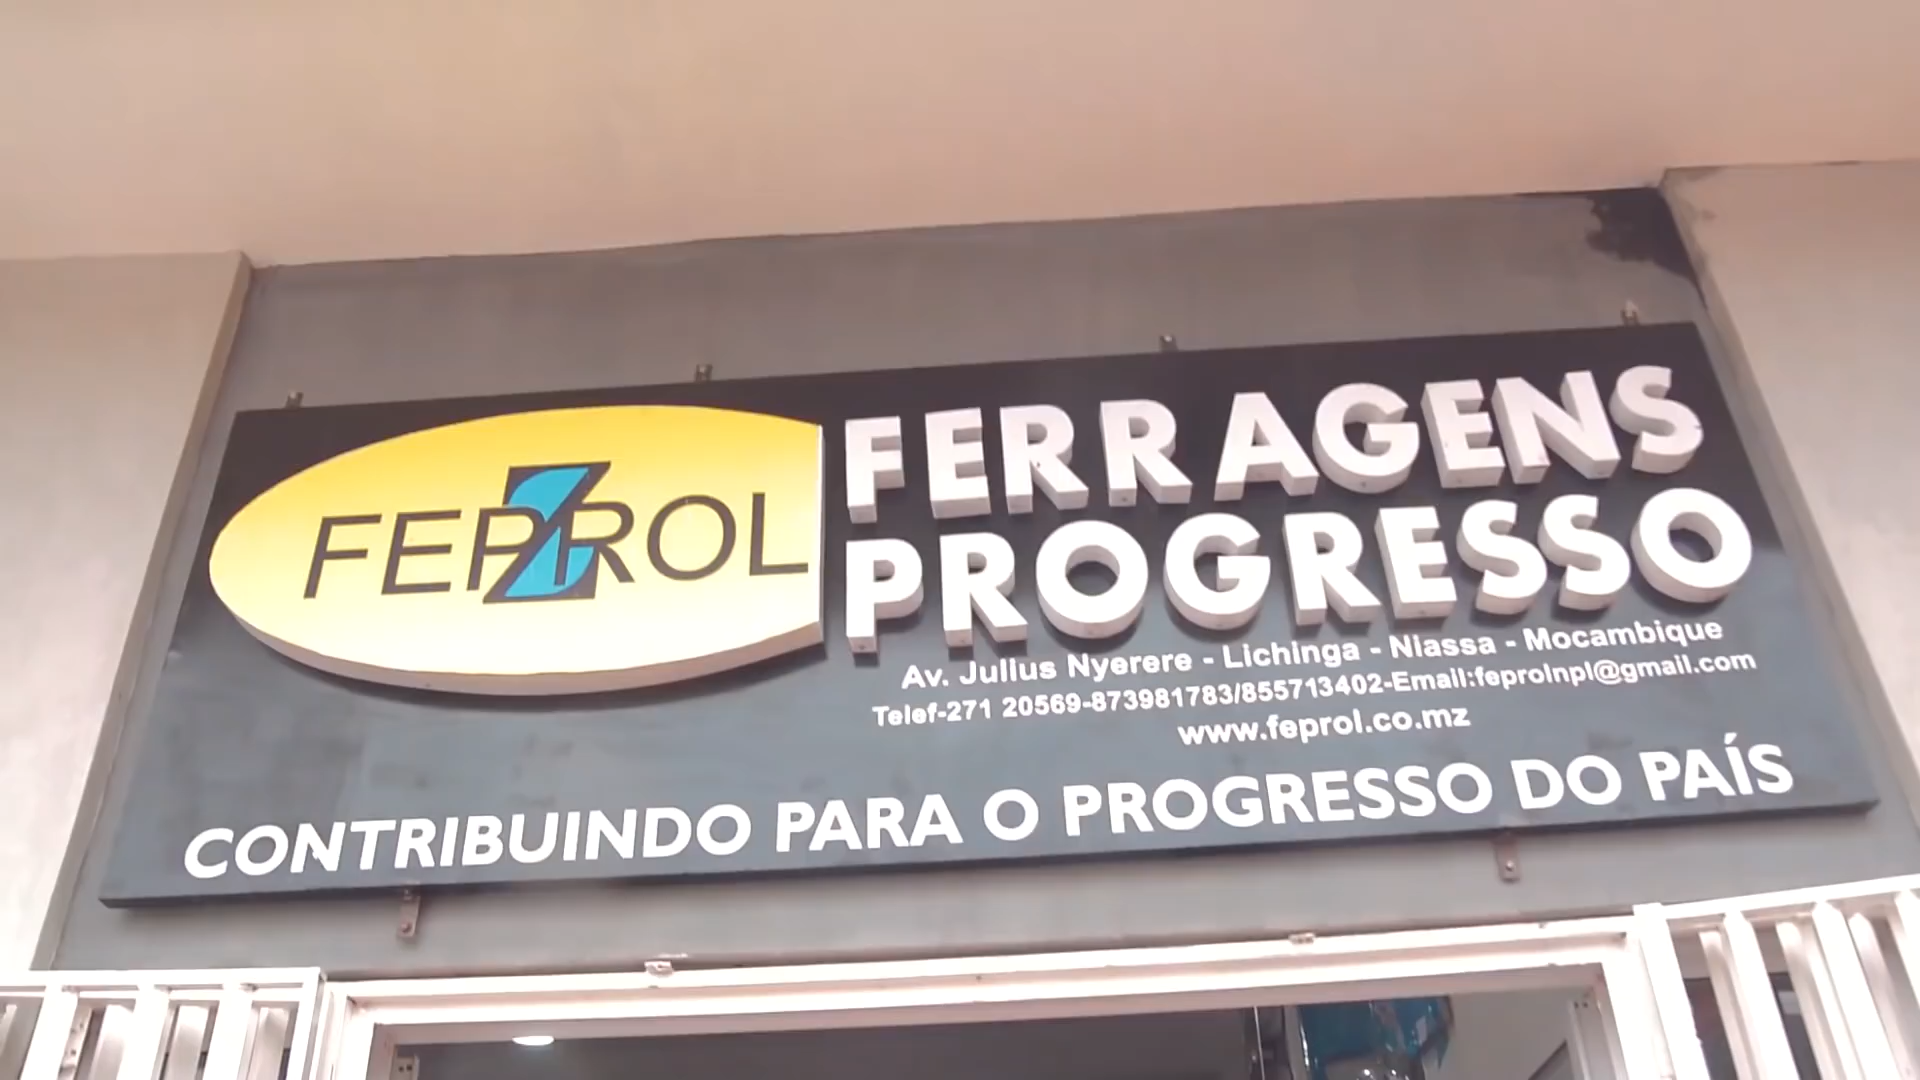 FEPROL
FERRAGENS
PROGRESSO
Av. Julius Nyerere - Lichinga - Niassa - Mocambique
Telef-271 20569-873981783/855713402-Email:feprolnpl@gmail.com
www.feprol.co.mz
CONTRIBUINDO PARA O PROGRESSO DO PAÍS